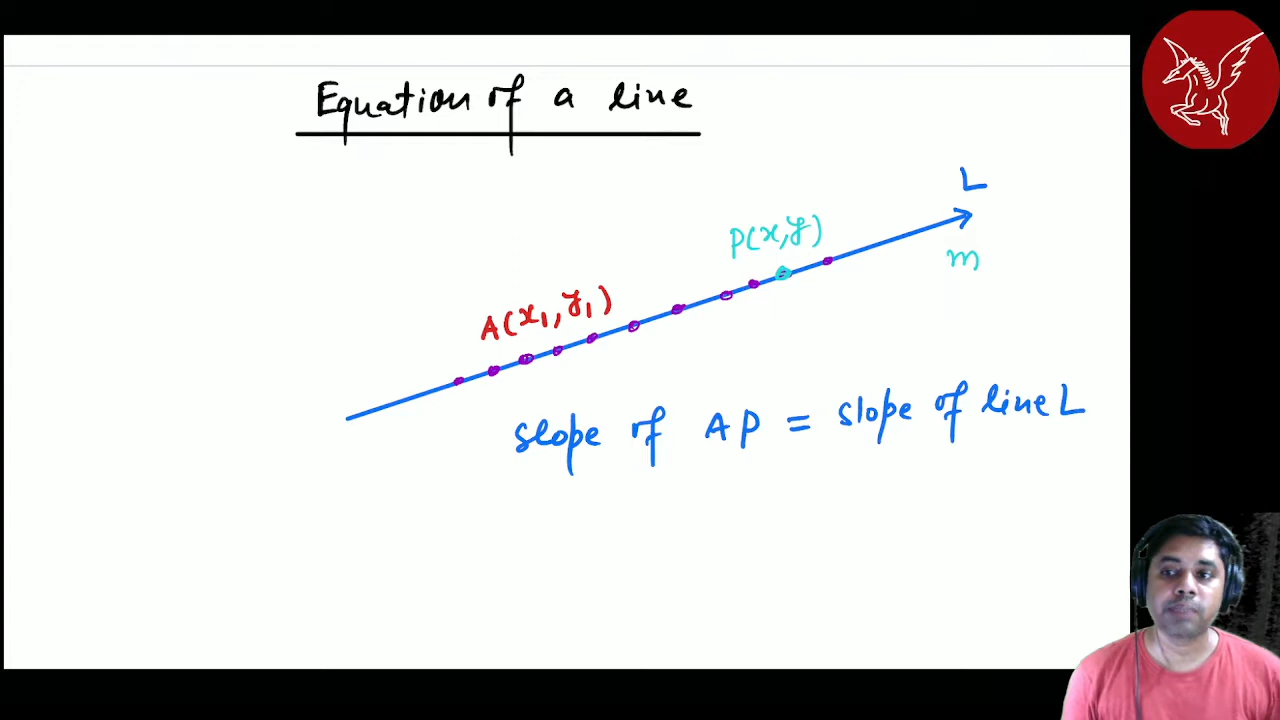 Equation of a line
L
P(x,y)
m
A(x₁,y₁)
slope of AP = slope of line L